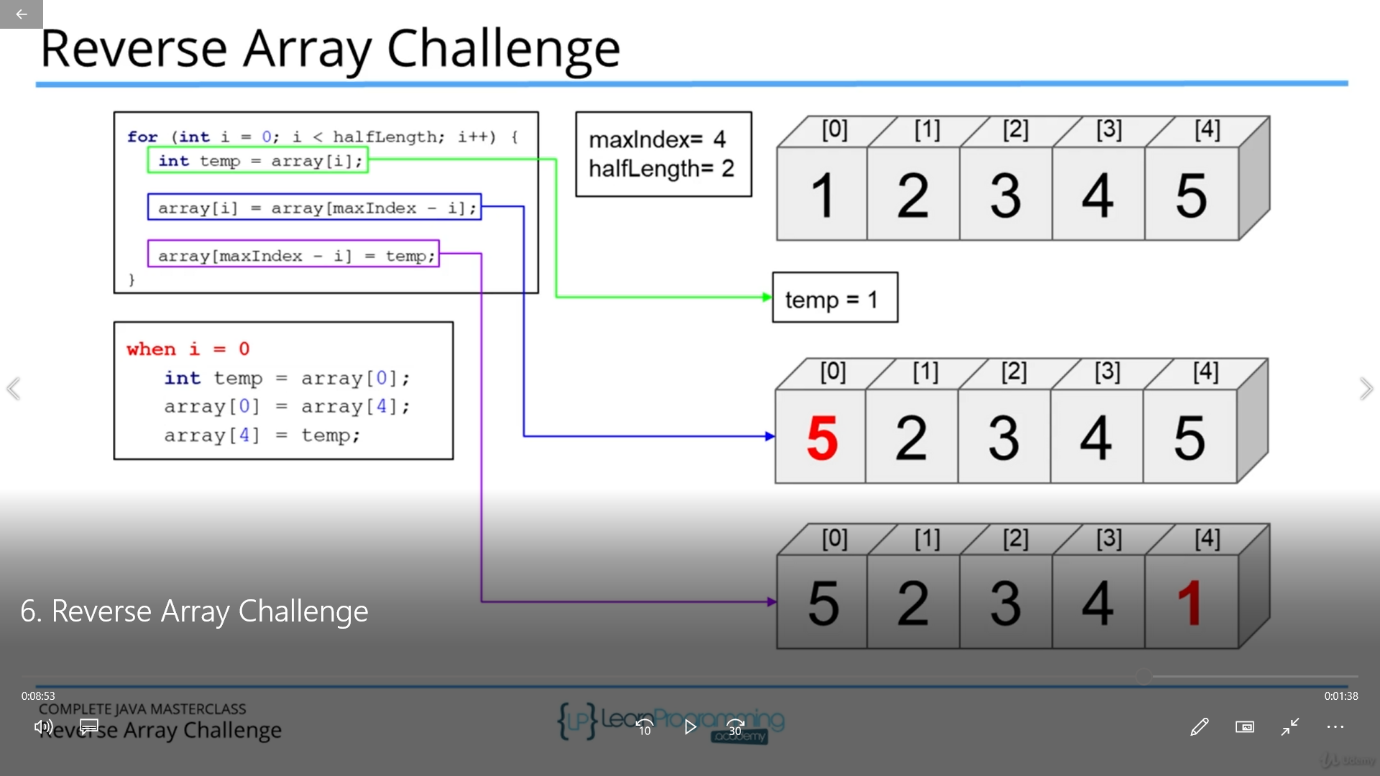 Reverse Array Challenge
for (int i = 0; i < halfLength; i++) {
int temp = array[i];
array[i] = array[maxIndex - i];
array[maxIndex - i] = temp;
}
maxIndex= 4
halfLength= 2
[0] [1] [2] [3] [4]
1 2 3 4 5
temp = 1
when i = 0
int temp = array[0];
array[0] = array[4];
array[4] = temp;
[0] [1] [2] [3] [4]
5 2 3 4 5
[0] [1] [2] [3] [4]
5 2 3 4 1
6. Reverse Array Challenge
0:08:53
0:01:38
COMPLETE JAVA MASTERCLASS
Reverse Array Challenge
{LP} LearnProgramming
academy
10
30
Udemy